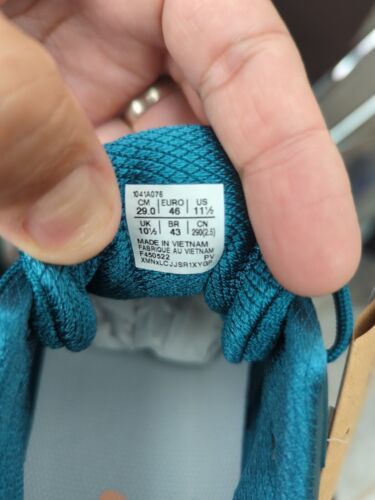 1041A076
CM EURO US
29.0 46 11½
UK BR CN
10½ 43 290(2.5)
MADE IN VIETNAM
FABRIQUE AU VIETNAM
F450522 PV
XMNxLCJJSR1XYGP